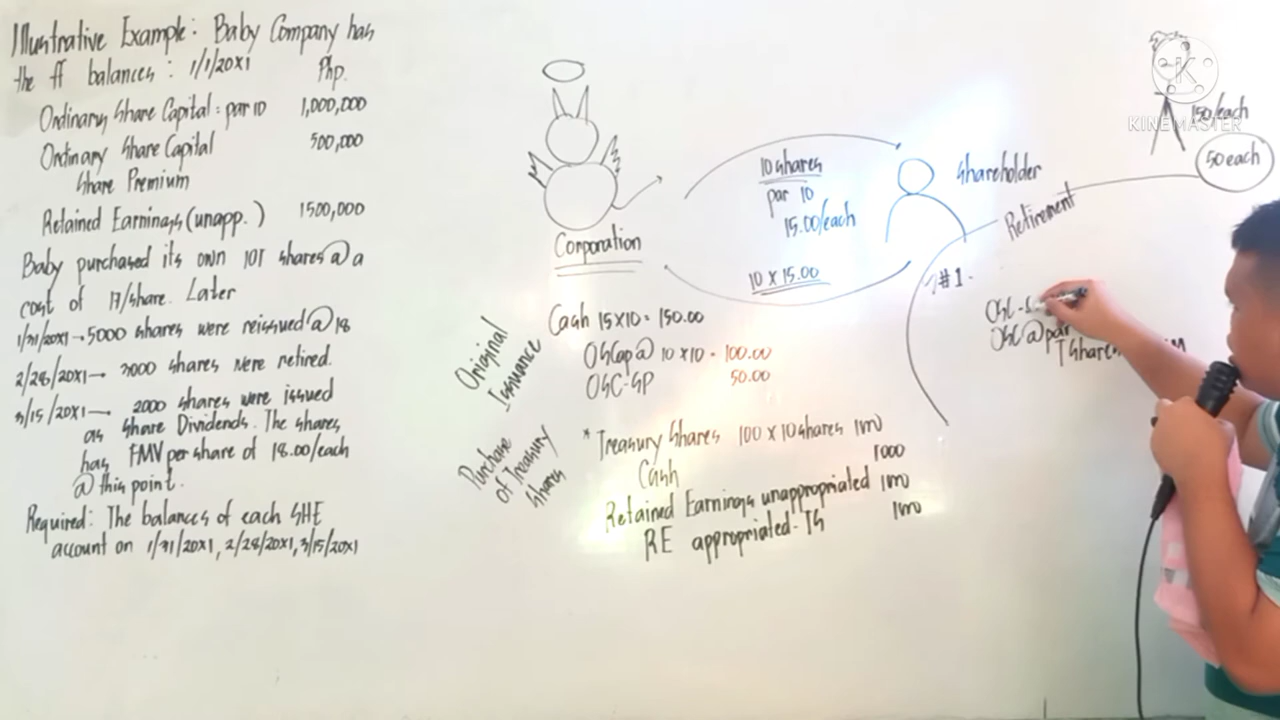 Illustrative Example: Baby Company has
the ff balances: 1/1/20x1 Php.
Ordinary Share Capital: par 10 1,000,000
Ordinary Share Capital 500,000
Share Premium
Retained Earnings (unapp.) 1500,000
Baby purchased its own 10T shares @ a
cost of 17/share. Later
1/31/20x1→5000 shares were reissued @ 18
2/28/20x1— 3000 shares were retired.
3/15/20x1— 2000 shares were issued
as Share Dividends. The shares
has FMV per share of 18.00/each
@ this point.
Required: The balances of each SHE
account on 1/31/20x1, 2/28/20x1, 3/15/20x1
Corporation
10 shares
par 10
15.00/each
10 x 15.00
Shareholder
Original
Issuance
Cash 15x10 = 150.00
OSCap @ 10 x 10 = 100.00
OSC-SP 50.00
Purchase
of Treasury
Shares
* Treasury Shares 100 x 10 shares 1000
Cash 1000
Retained Earnings unappropriated 1000
RE appropriated-TS 1000
Retirement
#1.
OSC @ par
150/each
50 each
K
KINEMASTER